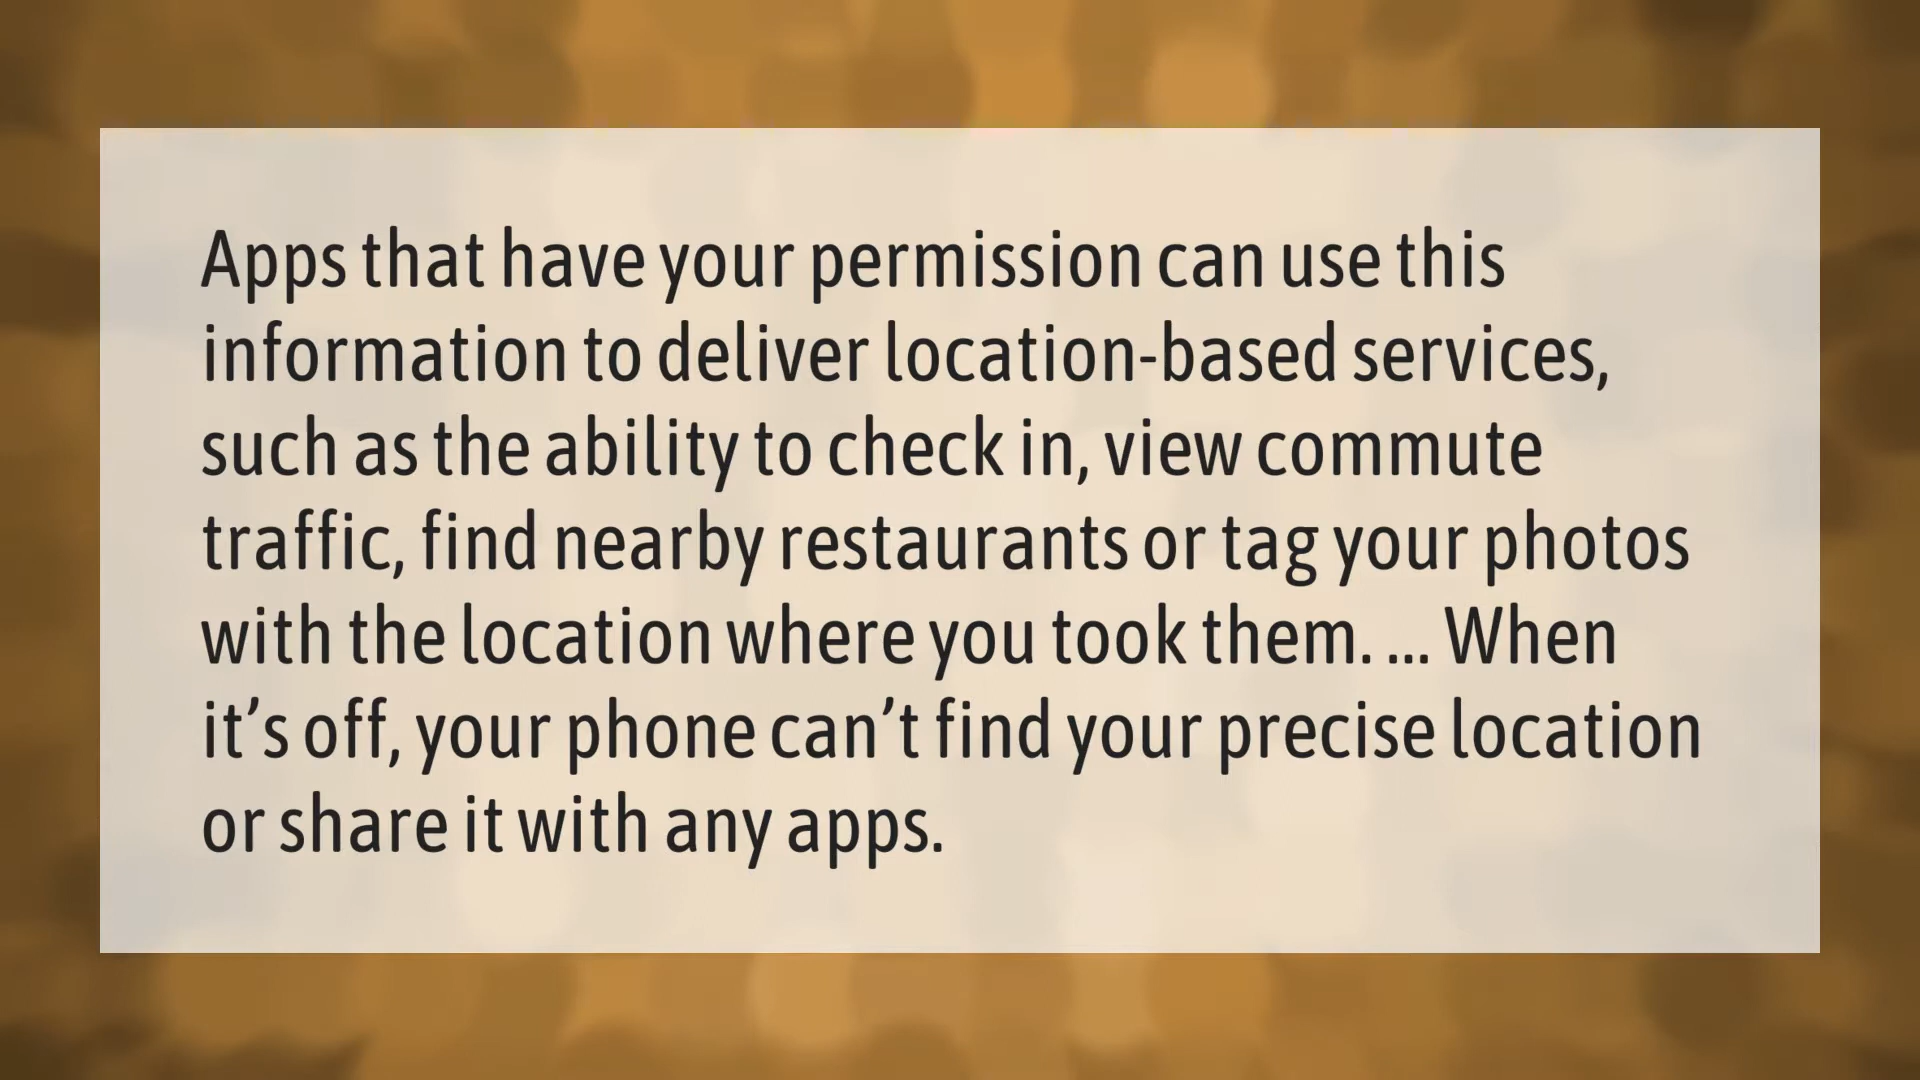 Apps that have your permission can use this
information to deliver location-based services,
such as the ability to check in, view commute
traffic, find nearby restaurants or tag your photos
with the location where you took them. ... When
it’s off, your phone can’t find your precise location
or share it with any apps.